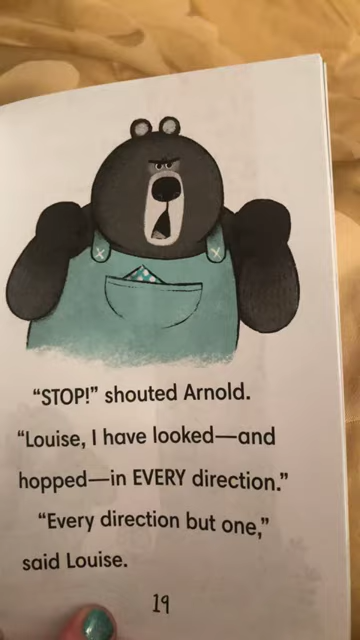 “STOP!” shouted Arnold.
“Louise, I have looked—and
hopped—in EVERY direction.”
“Every direction but one,”
said Louise.
19